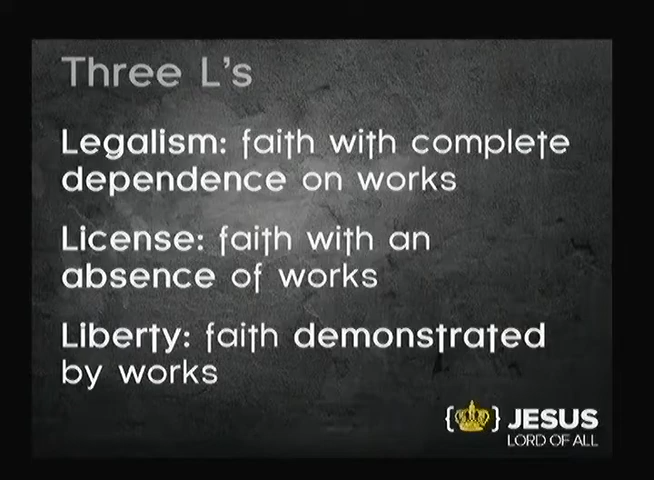 Three L's
Legalism: faith with complete
dependence on works
License: faith with an
absence of works
Liberty: faith demonstrated
by works
{ } JESUS
LORD OF ALL